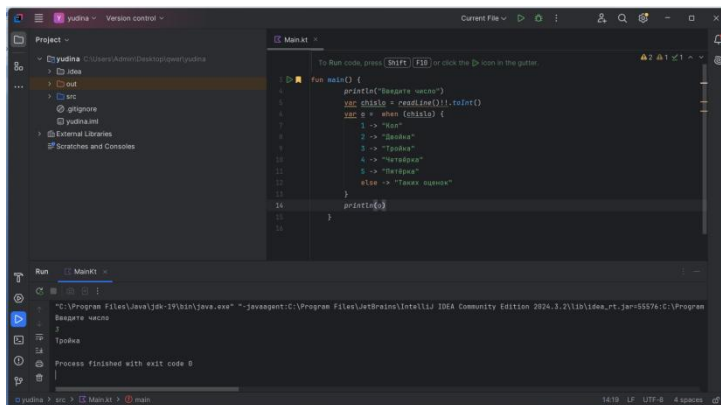 yudina Version control
Current File
Project
Main.kt
yudina C:\Users\Admin\Desktop\qwer\yudina
.idea
out
src
.gitignore
yudina.iml
External Libraries
Scratches and Consoles
To Run code, press Shift F10 or click the icon in the gutter.
2 1 1
fun main() {
println("Введите число")
var chislo = readLine()!!.toInt()
var o = when (chislo) {
1 -> "Кол"
2 -> "Двойка"
3 -> "Тройка"
4 -> "Четвёрка"
5 -> "Пятёрка"
else -> "Таких оценок"
}
14 println(o)
}
Run MainKt
"C:\Program Files\Java\jdk-19\bin\java.exe" "-javaagent:C:\Program Files\JetBrains\IntelliJ IDEA Community Edition 2024.3.2\lib\idea_rt.jar=55576:C:\Program
Введите число
3
Тройка
Process finished with exit code 0
yudina > src > Main.kt > main
14:19 LF UTF-8 4 spaces